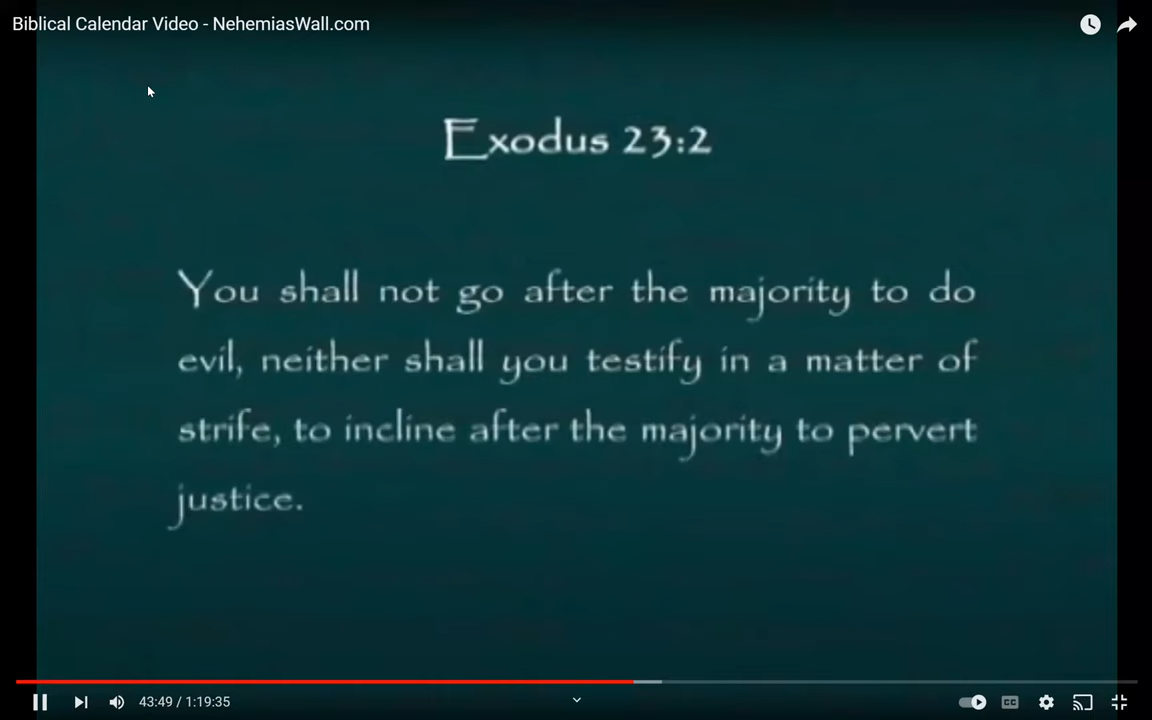 Biblical Calendar Video - NehemiasWall.com
Exodus 23:2
You shall not go after the majority to do
evil, neither shall you testify in a matter of
strife, to incline after the majority to pervert
justice.
43:49 / 1:19:35
CC